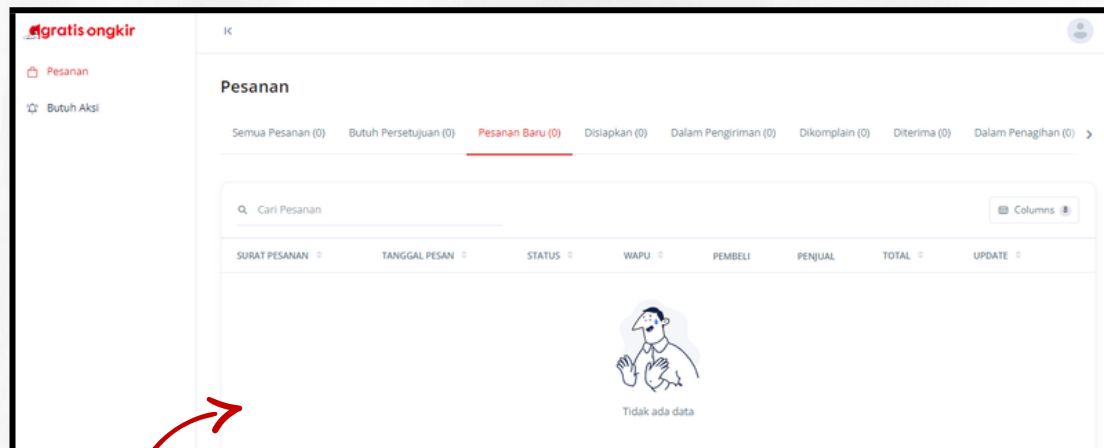 gratis ongkir
Pesanan
Butuh Aksi
Pesanan
Semua Pesanan (0) Butuh Persetujuan (0) Pesanan Baru (0) Disiapkan (0) Dalam Pengiriman (0) Dikomplain (0) Diterima (0) Dalam Penagihan (0)
Cari Pesanan Columns 8
SURAT PESANAN TANGGAL PESAN STATUS WAPU PEMBELI PENJUAL TOTAL UPDATE
Tidak ada data